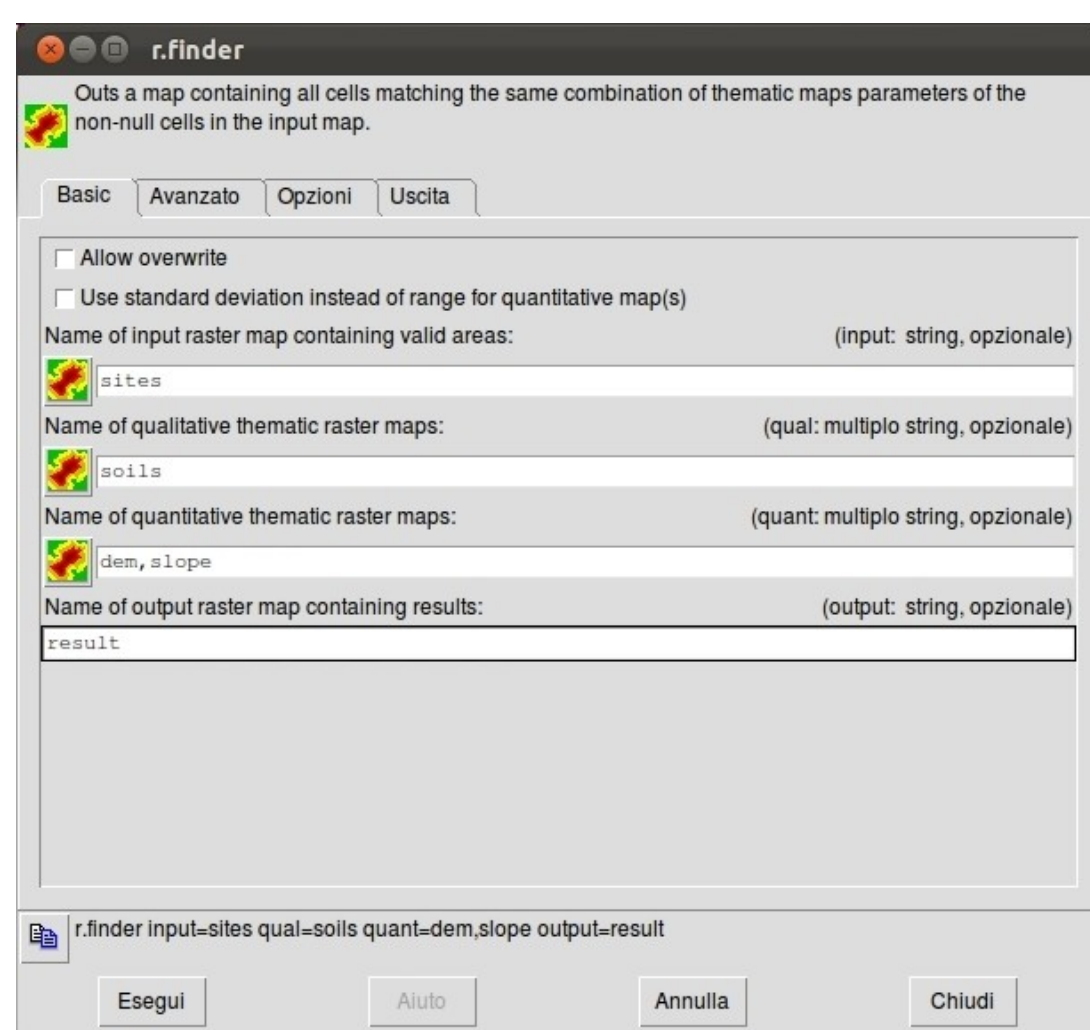 r.finder
Outs a map containing all cells matching the same combination of thematic maps parameters of the
non-null cells in the input map.
Basic Avanzato Opzioni Uscita
Allow overwrite
Use standard deviation instead of range for quantitative map(s)
Name of input raster map containing valid areas: (input: string, opzionale)
sites
Name of qualitative thematic raster maps: (qual: multiplo string, opzionale)
soils
Name of quantitative thematic raster maps: (quant: multiplo string, opzionale)
dem,slope
Name of output raster map containing results: (output: string, opzionale)
result
r.finder input=sites qual=soils quant=dem,slope output=result
Esegui Aiuto Annulla Chiudi